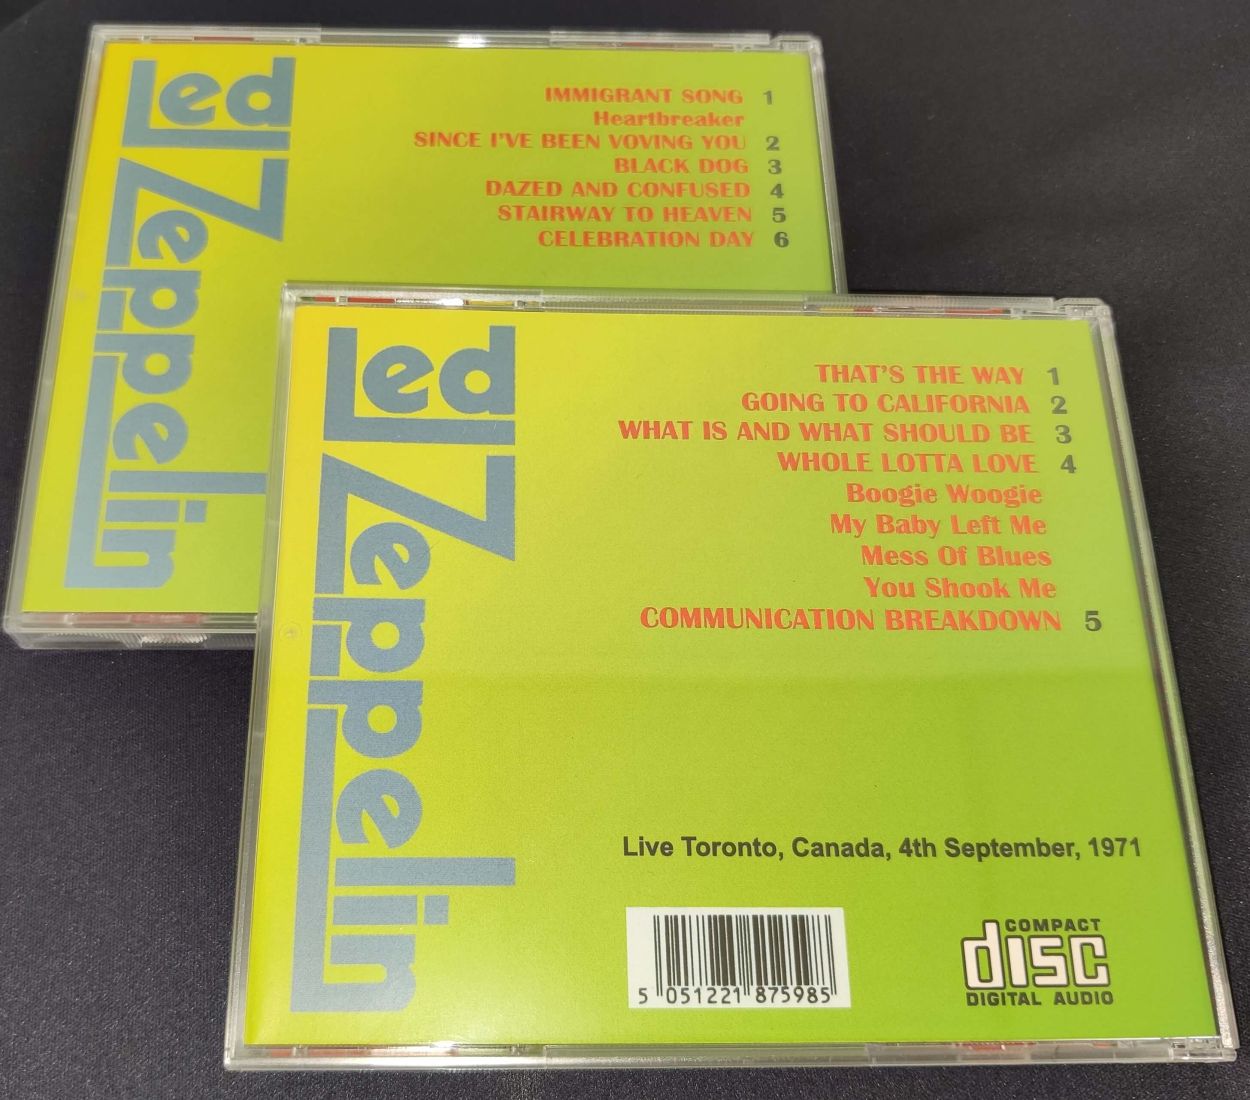 Led Zeppelin
IMMIGRANT SONG 1
Heartbreaker
SINCE I'VE BEEN VOVING YOU 2
BLACK DOG 3
DAZED AND CONFUSED 4
STAIRWAY TO HEAVEN 5
CELEBRATION DAY 6
Led Zeppelin
THAT'S THE WAY 1
GOING TO CALIFORNIA 2
WHAT IS AND WHAT SHOULD BE 3
WHOLE LOTTA LOVE 4
Boogie Woogie
My Baby Left Me
Mess Of Blues
You Shook Me
COMMUNICATION BREAKDOWN 5
Live Toronto, Canada, 4th September, 1971
5 051221 875985
COMPACT
disc
DIGITAL AUDIO